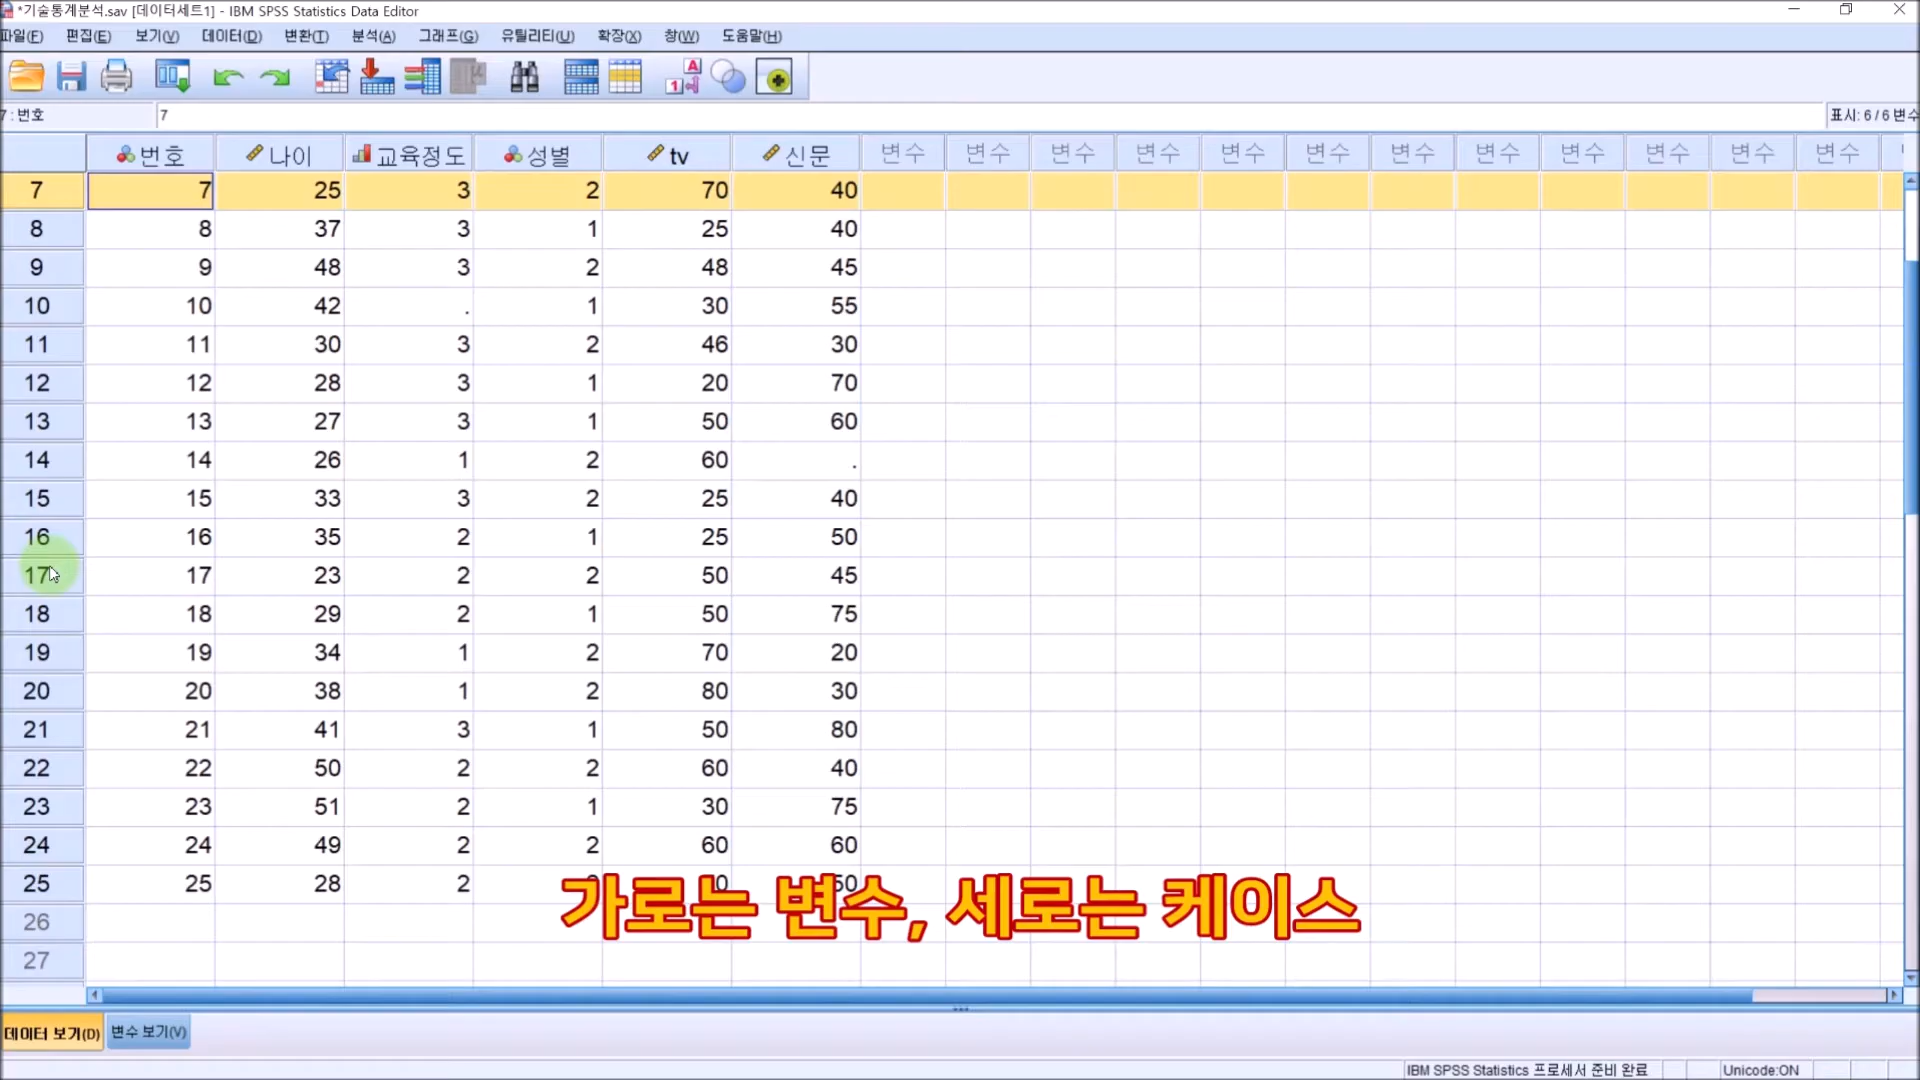 *기술통계분석.sav [데이터세트1] - IBM SPSS Statistics Data Editor
파일(F) 편집(E) 보기(V) 데이터(D) 변환(T) 분석(A) 그래프(G) 유틸리티(U) 확장(X) 창(W) 도움말(H)
7 : 번호 7 표시: 6 / 6 변수
번호 나이 교육정도 성별 tv 신문 변수 변수 변수 변수 변수 변수 변수 변수 변수 변수 변수 변수
7 7 25 3 2 70 40
8 8 37 3 1 25 40
9 9 48 3 2 48 45
10 10 42 . 1 30 55
11 11 30 3 2 46 30
12 12 28 3 1 20 70
13 13 27 3 1 50 60
14 14 26 1 2 60 .
15 15 33 3 2 25 40
16 16 35 2 1 25 50
17 17 23 2 2 50 45
18 18 29 2 1 50 75
19 19 34 1 2 70 20
20 20 38 1 2 80 30
21 21 41 3 1 50 80
22 22 50 2 2 60 40
23 23 51 2 1 30 75
24 24 49 2 2 60 60
25 25 28 2
26
27
가로는 변수, 세로는 케이스
데이터 보기(D) 변수 보기(V)
IBM SPSS Statistics 프로세서 준비 완료 Unicode:ON